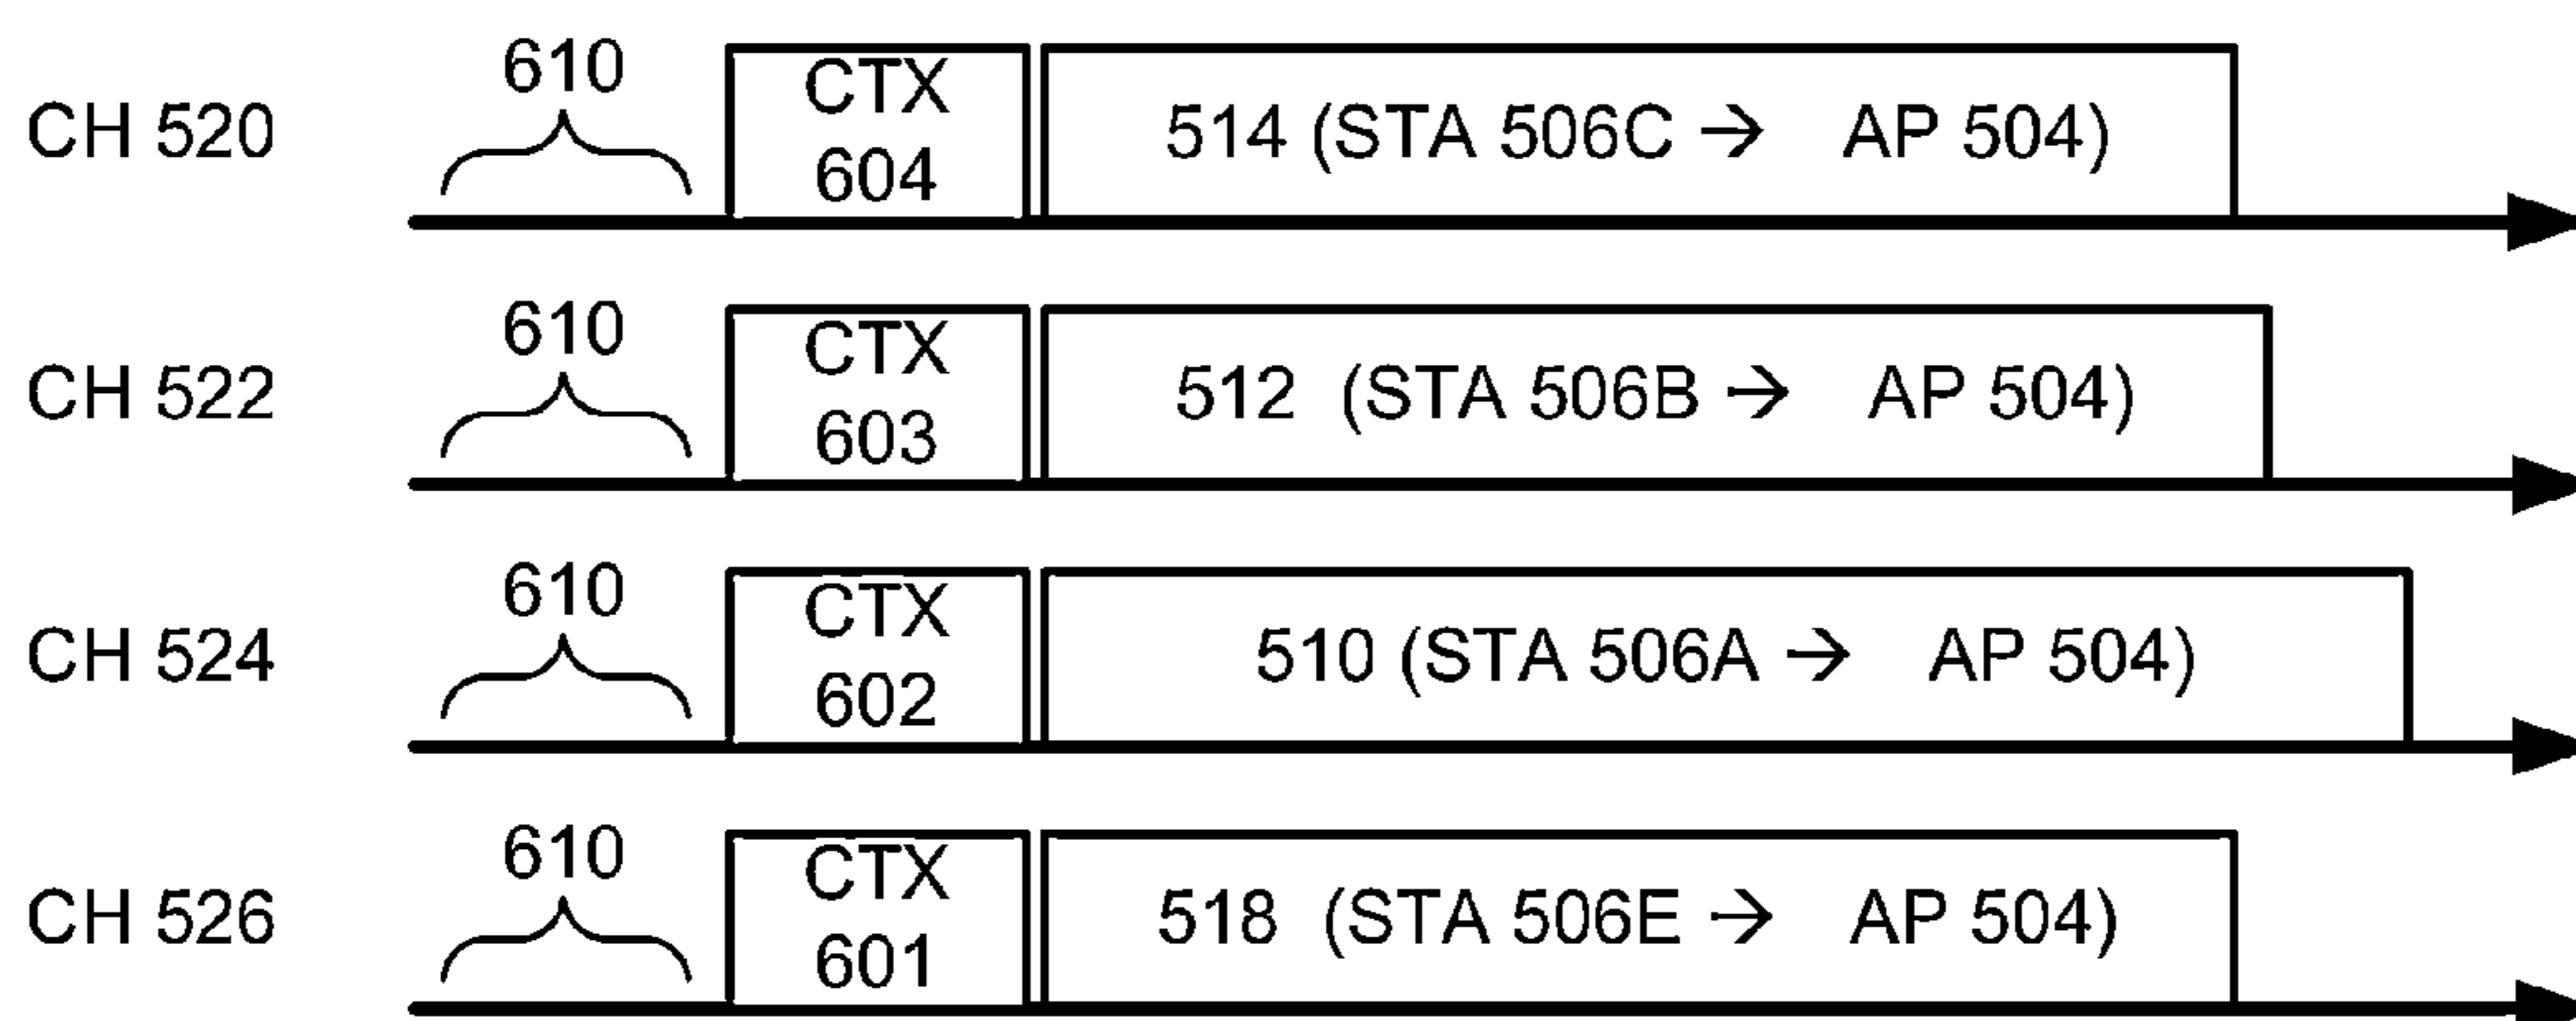 610
CTX
CH 520
514 (STA 506C → AP 504)
604
610
CTX
CH 522
512 (STA 506B → AP 504)
603
610
CTX
CH 524
510 (STA 506A → AP 504)
602
610
CTX
CH 526
518 (STA 506E → AP 504)
601